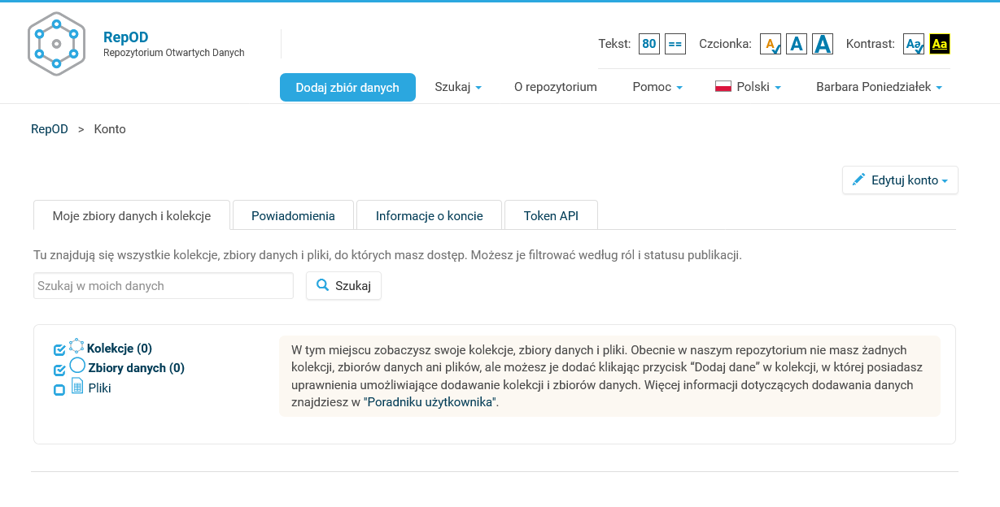 RepOD
Repozytorium Otwartych Danych
Tekst: 80 == Czcionka: A A A Kontrast: Aa Aa
Dodaj zbiór danych Szukaj O repozytorium Pomoc Polski Barbara Poniedziałek
RepOD > Konto
Edytuj konto
Moje zbiory danych i kolekcje Powiadomienia Informacje o koncie Token API
Tu znajdują się wszystkie kolekcje, zbiory danych i pliki, do których masz dostęp. Możesz je filtrować według ról i statusu publikacji.
Szukaj w moich danych Szukaj
Kolekcje (0)
Zbiory danych (0)
Pliki
W tym miejscu zobaczysz swoje kolekcje, zbiory danych i pliki. Obecnie w naszym repozytorium nie masz żadnych
kolekcji, zbiorów danych ani plików, ale możesz je dodać klikając przycisk “Dodaj dane” w kolekcji, w której posiadasz
uprawnienia umożliwiające dodawanie kolekcji i zbiorów danych. Więcej informacji dotyczących dodawania danych
znajdziesz w "Poradniku użytkownika".